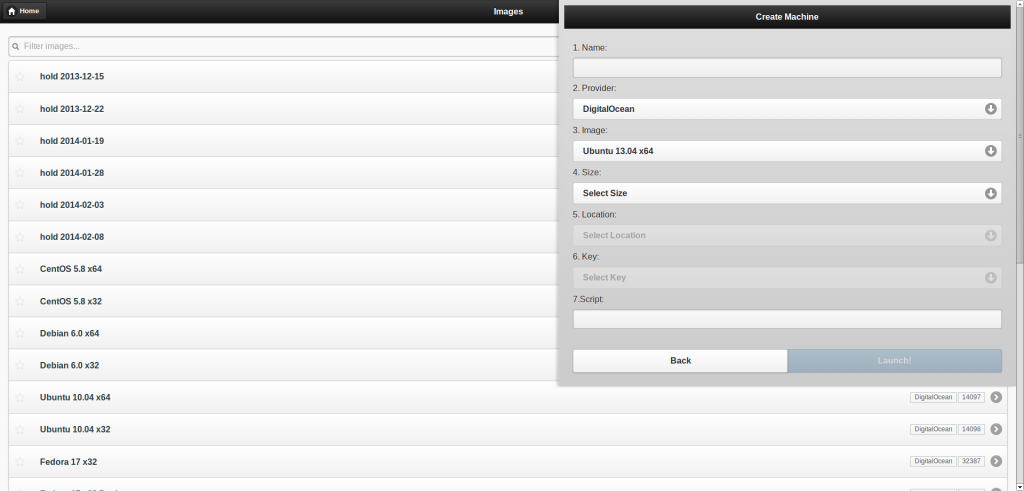 Home
Images
Filter images...
hold 2013-12-15
hold 2013-12-22
hold 2014-01-19
hold 2014-01-28
hold 2014-02-03
hold 2014-02-08
CentOS 5.8 x64
CentOS 5.8 x32
Debian 6.0 x64
Debian 6.0 x32
Ubuntu 10.04 x64 DigitalOcean 14097
Ubuntu 10.04 x32 DigitalOcean 14098
Fedora 17 x32 DigitalOcean 32387
Create Machine
1. Name:
2. Provider:
DigitalOcean
3. Image:
Ubuntu 13.04 x64
4. Size:
Select Size
5. Location:
Select Location
6. Key:
Select Key
7.Script:
Back Launch!